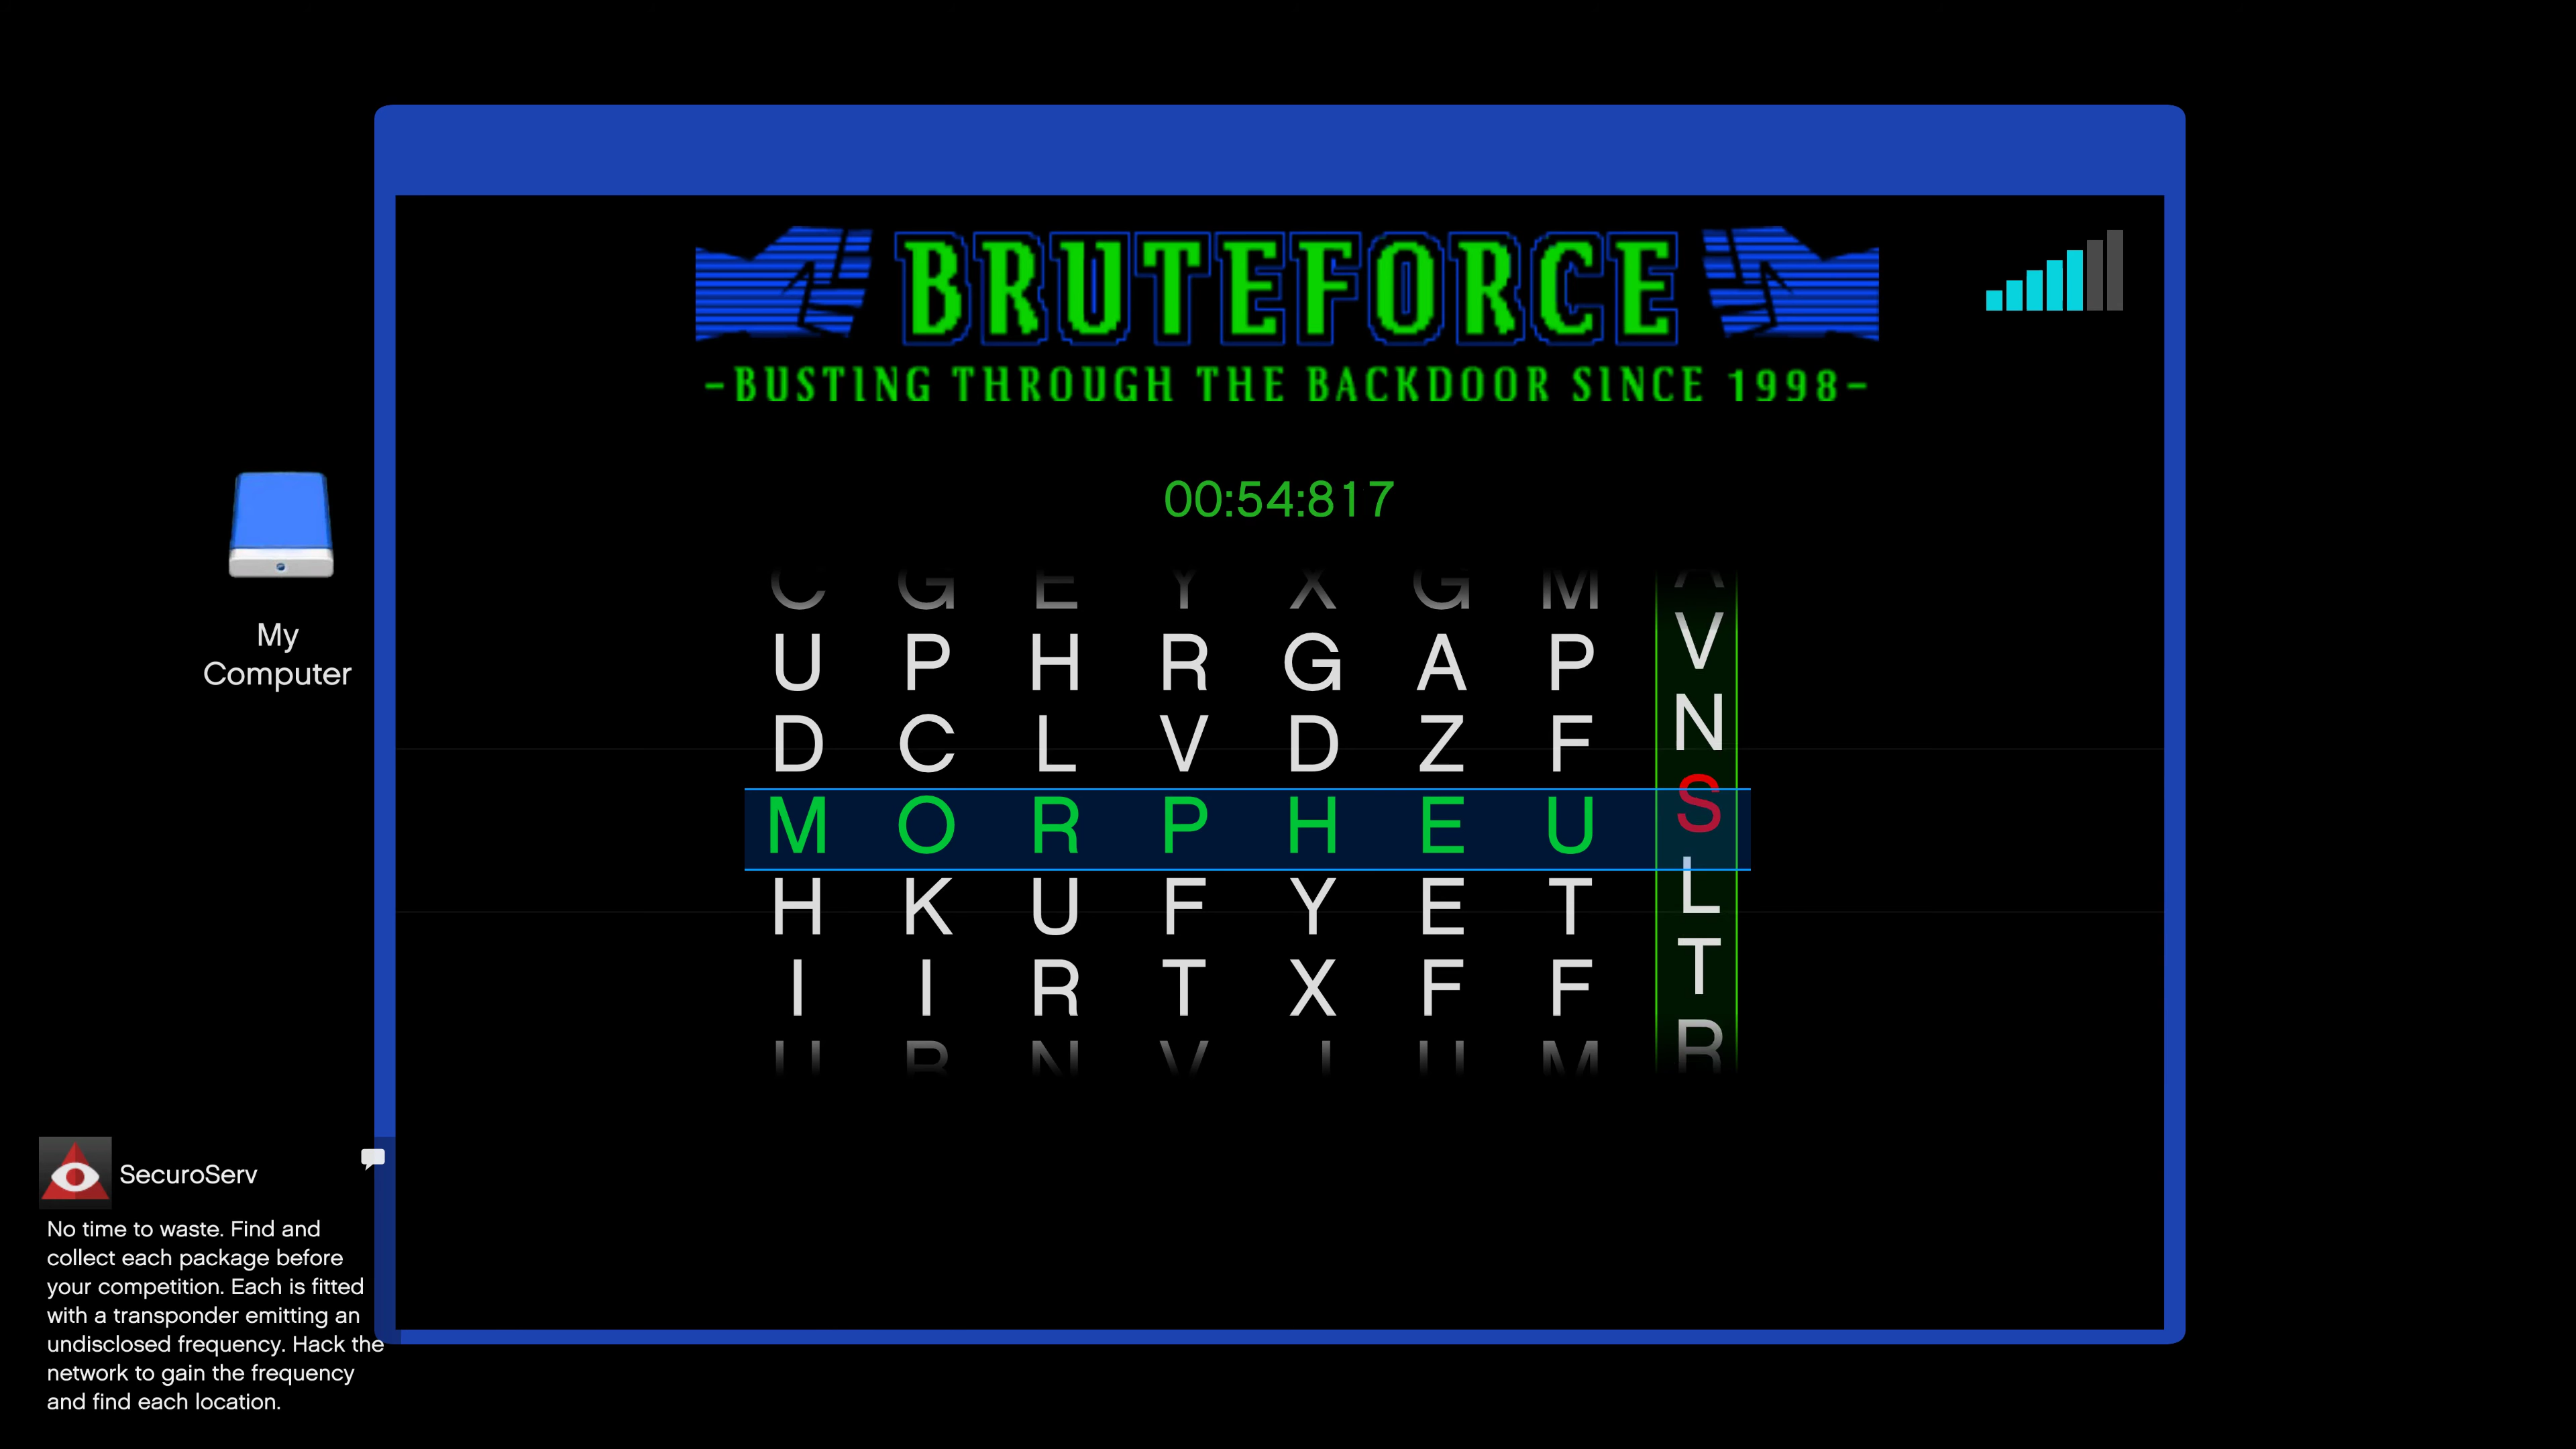 BRUTEFORCE
-BUSTING THROUGH THE BACKDOOR SINCE 1998-
00:54:817
C G E Y X G M A
U P H R G A P V
D C L V D Z F N
M O R P H E U S
H K U F Y E T L
I I R T X F F T
My
Computer
SecuroServ
No time to waste. Find and
collect each package before
your competition. Each is fitted
with a transponder emitting an
undisclosed frequency. Hack the
network to gain the frequency
and find each location.